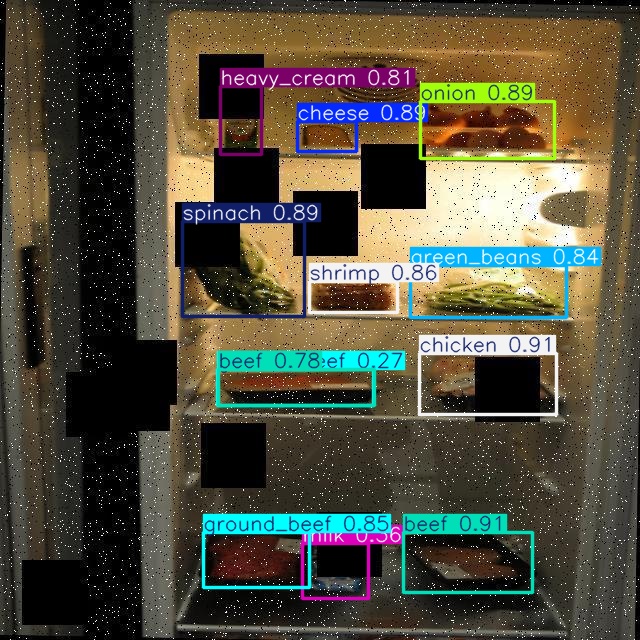 heavy_cream 0.81
cheese 0.89
onion 0.89
spinach 0.89
shrimp 0.86
green_beans 0.84
beef 0.78
ef 0.27
chicken 0.91
ground_beef 0.85
milk 0.56
beef 0.91